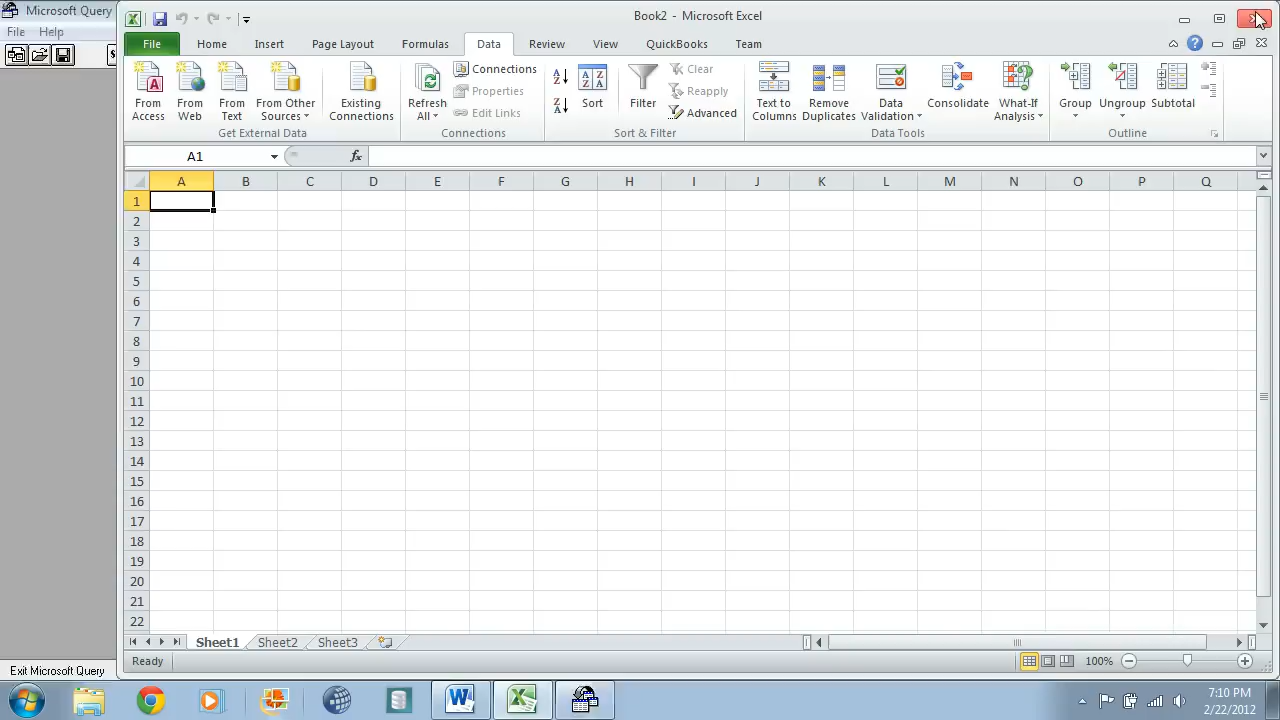 Microsoft Query
File Help
Book2 - Microsoft Excel
File Home Insert Page Layout Formulas Data Review View QuickBooks Team
From Access
From Web
From Text
From Other Sources
Existing Connections
Get External Data
Refresh All
Connections
Properties
Edit Links
Connections
Sort
Filter
Clear
Reapply
Advanced
Sort & Filter
Text to Columns
Remove Duplicates
Data Validation
Consolidate
What-If Analysis
Data Tools
Group
Ungroup
Subtotal
Outline
A1 fx
A B C D E F G H I J K L M N O P Q
1
2
3
4
5
6
7
8
9
10
11
12
13
14
15
16
17
18
19
20
21
22
Sheet1 Sheet2 Sheet3
Ready 100%
Exit Microsoft Query
7:10 PM
2/22/2012